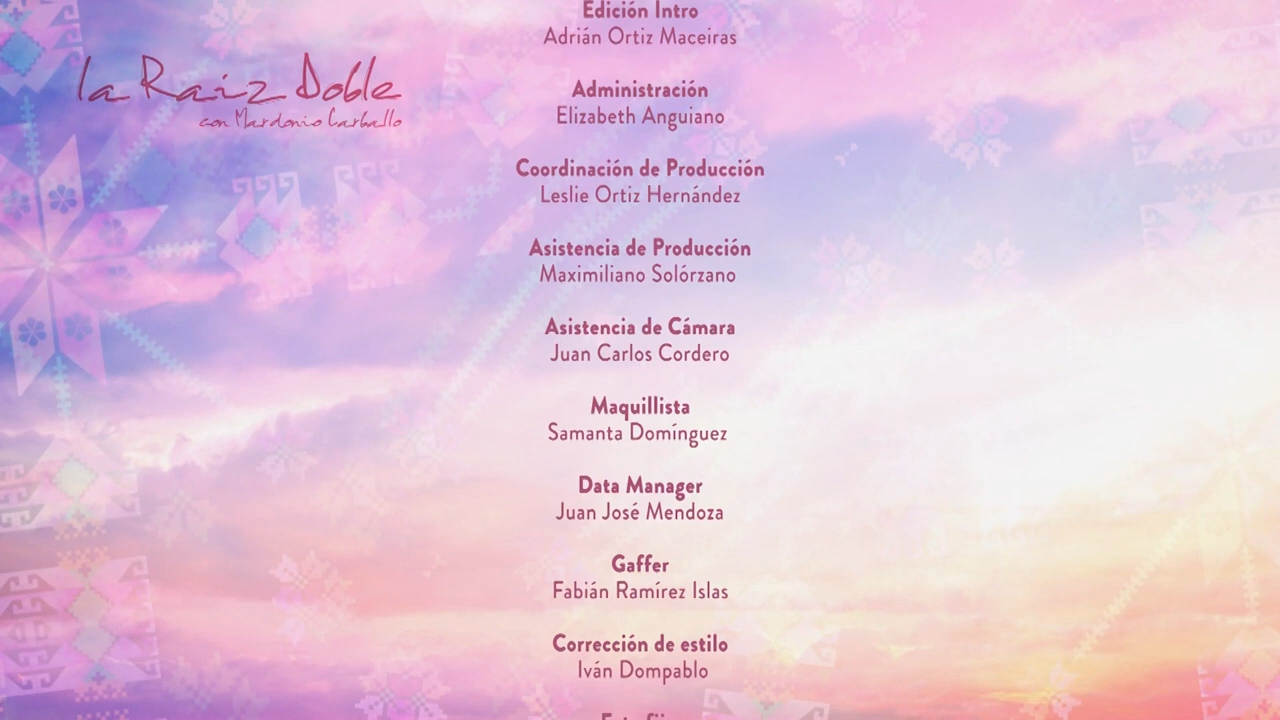 la Raíz Doble
con Mardonio Carballo
Edición Intro
Adrián Ortiz Maceiras
Administración
Elizabeth Anguiano
Coordinación de Producción
Leslie Ortiz Hernández
Asistencia de Producción
Maximiliano Solórzano
Asistencia de Cámara
Juan Carlos Cordero
Maquillista
Samanta Domínguez
Data Manager
Juan José Mendoza
Gaffer
Fabián Ramírez Islas
Corrección de estilo
Iván Dompablo